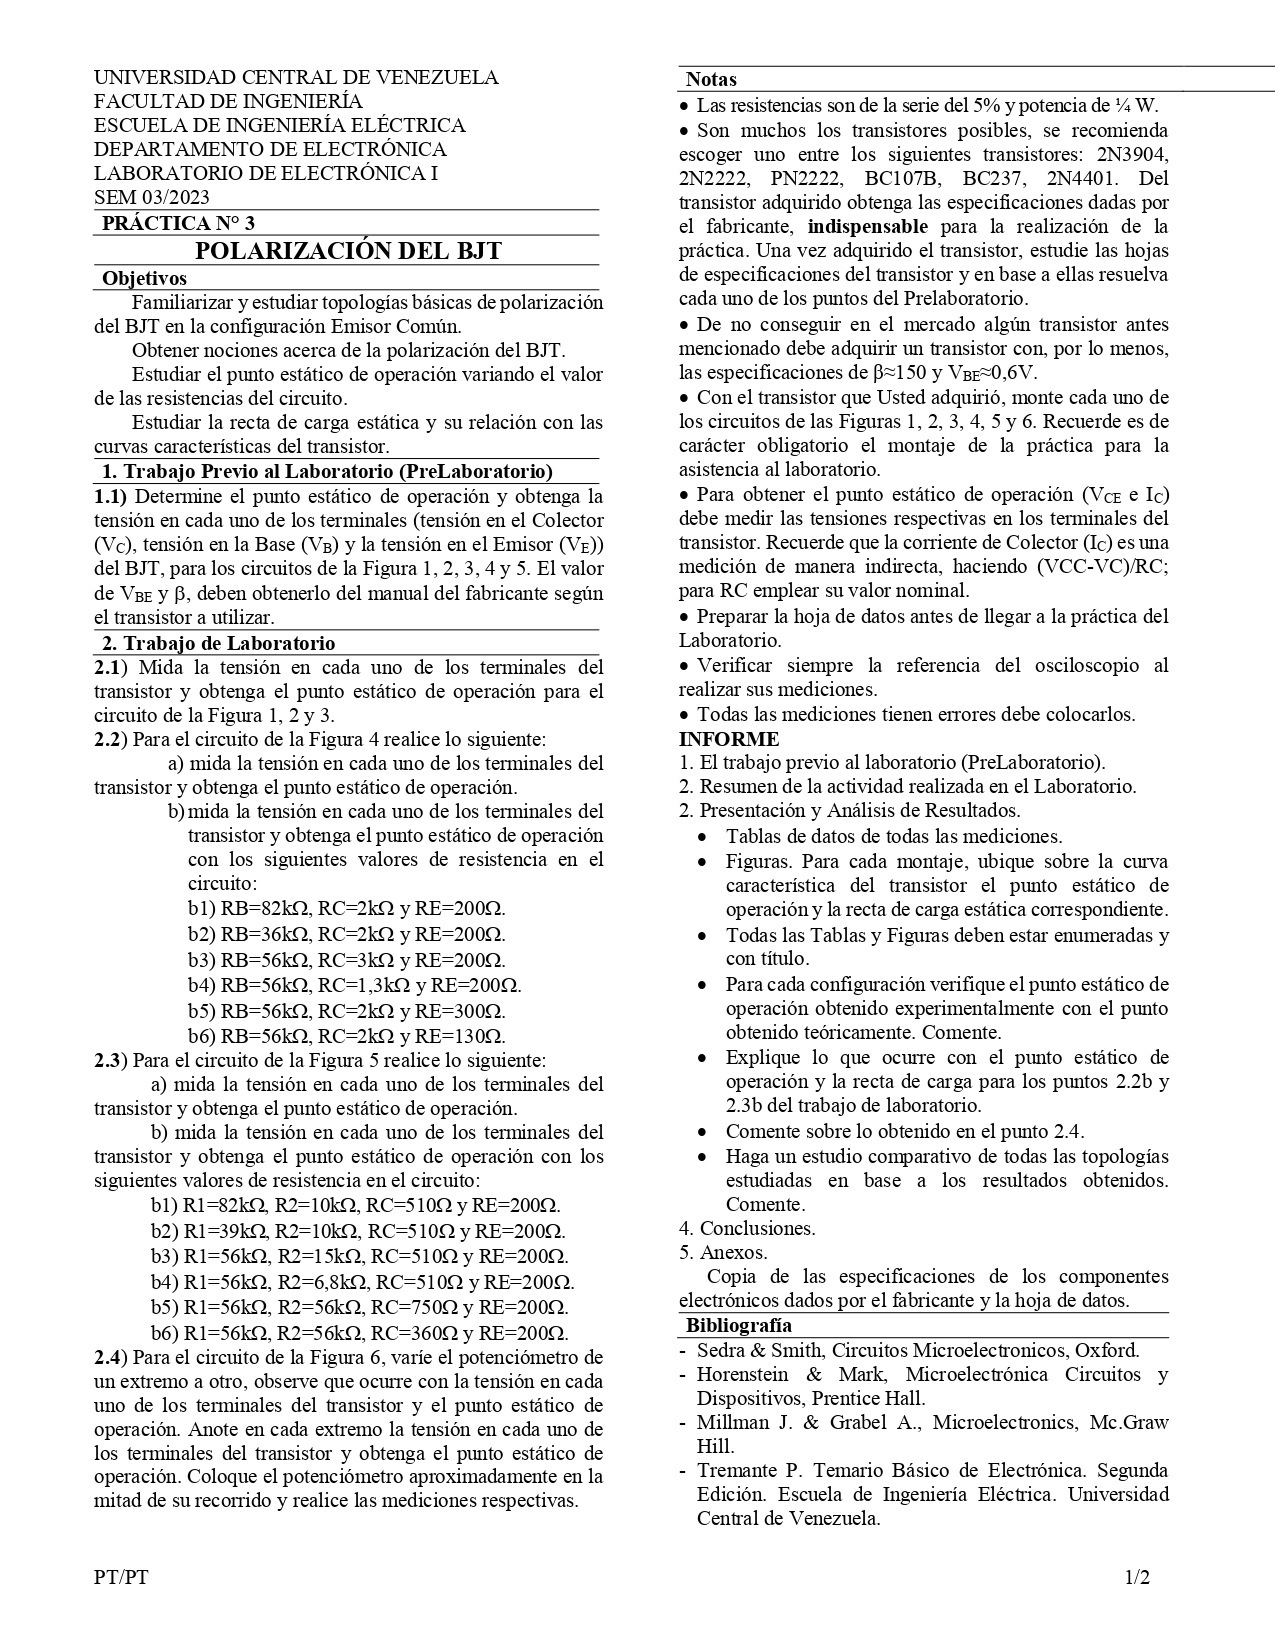 UNIVERSIDAD CENTRAL DE VENEZUELA
FACULTAD DE INGENIERÍA
ESCUELA DE INGENIERÍA ELÉCTRICA
DEPARTAMENTO DE ELECTRÓNICA
LABORATORIO DE ELECTRÓNICA I
SEM 03/2023
PRÁCTICA N° 3
POLARIZACIÓN DEL BJT
Objetivos
Familiarizar y estudiar topologías básicas de polarización
del BJT en la configuración Emisor Común.
Obtener nociones acerca de la polarización del BJT.
Estudiar el punto estático de operación variando el valor
de las resistencias del circuito.
Estudiar la recta de carga estática y su relación con las
curvas características del transistor.
1. Trabajo Previo al Laboratorio (PreLaboratorio)
1.1) Determine el punto estático de operación y obtenga la
tensión en cada uno de los terminales (tensión en el Colector
(VC), tensión en la Base (VB) y la tensión en el Emisor (VE))
del BJT, para los circuitos de la Figura 1, 2, 3, 4 y 5. El valor
de VBE y β, deben obtenerlo del manual del fabricante según
el transistor a utilizar.
2. Trabajo de Laboratorio
2.1) Mida la tensión en cada uno de los terminales del
transistor y obtenga el punto estático de operación para el
circuito de la Figura 1, 2 y 3.
2.2) Para el circuito de la Figura 4 realice lo siguiente:
a) mida la tensión en cada uno de los terminales del
transistor y obtenga el punto estático de operación.
b) mida la tensión en cada uno de los terminales del
transistor y obtenga el punto estático de operación
con los siguientes valores de resistencia en el
circuito:
b1) RB=82kΩ, RC=2kΩ y RE=200Ω.
b2) RB=36kΩ, RC=2kΩ y RE=200Ω.
b3) RB=56kΩ, RC=3kΩ y RE=200Ω.
b4) RB=56kΩ, RC=1,3kΩ y RE=200Ω.
b5) RB=56kΩ, RC=2kΩ y RE=300Ω.
b6) RB=56kΩ, RC=2kΩ y RE=130Ω.
2.3) Para el circuito de la Figura 5 realice lo siguiente:
a) mida la tensión en cada uno de los terminales del
transistor y obtenga el punto estático de operación.
b) mida la tensión en cada uno de los terminales del
transistor y obtenga el punto estático de operación con los
siguientes valores de resistencia en el circuito:
b1) R1=82kΩ, R2=10kΩ, RC=510Ω y RE=200Ω.
b2) R1=39kΩ, R2=10kΩ, RC=510Ω y RE=200Ω.
b3) R1=56kΩ, R2=15kΩ, RC=510Ω y RE=200Ω.
b4) R1=56kΩ, R2=6,8kΩ, RC=510Ω y RE=200Ω.
b5) R1=56kΩ, R2=56kΩ, RC=750Ω y RE=200Ω.
b6) R1=56kΩ, R2=56kΩ, RC=360Ω y RE=200Ω.
2.4) Para el circuito de la Figura 6, varíe el potenciómetro de
un extremo a otro, observe que ocurre con la tensión en cada
uno de los terminales del transistor y el punto estático de
operación. Anote en cada extremo la tensión en cada uno de
los terminales del transistor y obtenga el punto estático de
operación. Coloque el potenciómetro aproximadamente en la
mitad de su recorrido y realice las mediciones respectivas.
Notas
• Las resistencias son de la serie del 5% y potencia de ¼ W.
• Son muchos los transistores posibles, se recomienda
escoger uno entre los siguientes transistores: 2N3904,
2N2222, PN2222, BC107B, BC237, 2N4401. Del
transistor adquirido obtenga las especificaciones dadas por
el fabricante, indispensable para la realización de la
práctica. Una vez adquirido el transistor, estudie las hojas
de especificaciones del transistor y en base a ellas resuelva
cada uno de los puntos del Prelaboratorio.
• De no conseguir en el mercado algún transistor antes
mencionado debe adquirir un transistor con, por lo menos,
las especificaciones de β≈150 y VBE≈0,6V.
• Con el transistor que Usted adquirió, monte cada uno de
los circuitos de las Figuras 1, 2, 3, 4, 5 y 6. Recuerde es de
carácter obligatorio el montaje de la práctica para la
asistencia al laboratorio.
• Para obtener el punto estático de operación (VCE e IC)
debe medir las tensiones respectivas en los terminales del
transistor. Recuerde que la corriente de Colector (IC) es una
medición de manera indirecta, haciendo (VCC-VC)/RC;
para RC emplear su valor nominal.
• Preparar la hoja de datos antes de llegar a la práctica del
Laboratorio.
• Verificar siempre la referencia del osciloscopio al
realizar sus mediciones.
• Todas las mediciones tienen errores debe colocarlos.
INFORME
1. El trabajo previo al laboratorio (PreLaboratorio).
2. Resumen de la actividad realizada en el Laboratorio.
2. Presentación y Análisis de Resultados.
• Tablas de datos de todas las mediciones.
• Figuras. Para cada montaje, ubique sobre la curva
característica del transistor el punto estático de
operación y la recta de carga estática correspondiente.
• Todas las Tablas y Figuras deben estar enumeradas y
con título.
• Para cada configuración verifique el punto estático de
operación obtenido experimentalmente con el punto
obtenido teóricamente. Comente.
• Explique lo que ocurre con el punto estático de
operación y la recta de carga para los puntos 2.2b y
2.3b del trabajo de laboratorio.
• Comente sobre lo obtenido en el punto 2.4.
• Haga un estudio comparativo de todas las topologías
estudiadas en base a los resultados obtenidos.
Comente.
4. Conclusiones.
5. Anexos.
Copia de las especificaciones de los componentes
electrónicos dados por el fabricante y la hoja de datos.
Bibliografía
- Sedra & Smith, Circuitos Microelectronicos, Oxford.
- Horenstein & Mark, Microelectrónica Circuitos y
Dispositivos, Prentice Hall.
- Millman J. & Grabel A., Microelectronics, Mc.Graw
Hill.
- Tremante P. Temario Básico de Electrónica. Segunda
Edición. Escuela de Ingeniería Eléctrica. Universidad
Central de Venezuela.
PT/PT
1/2